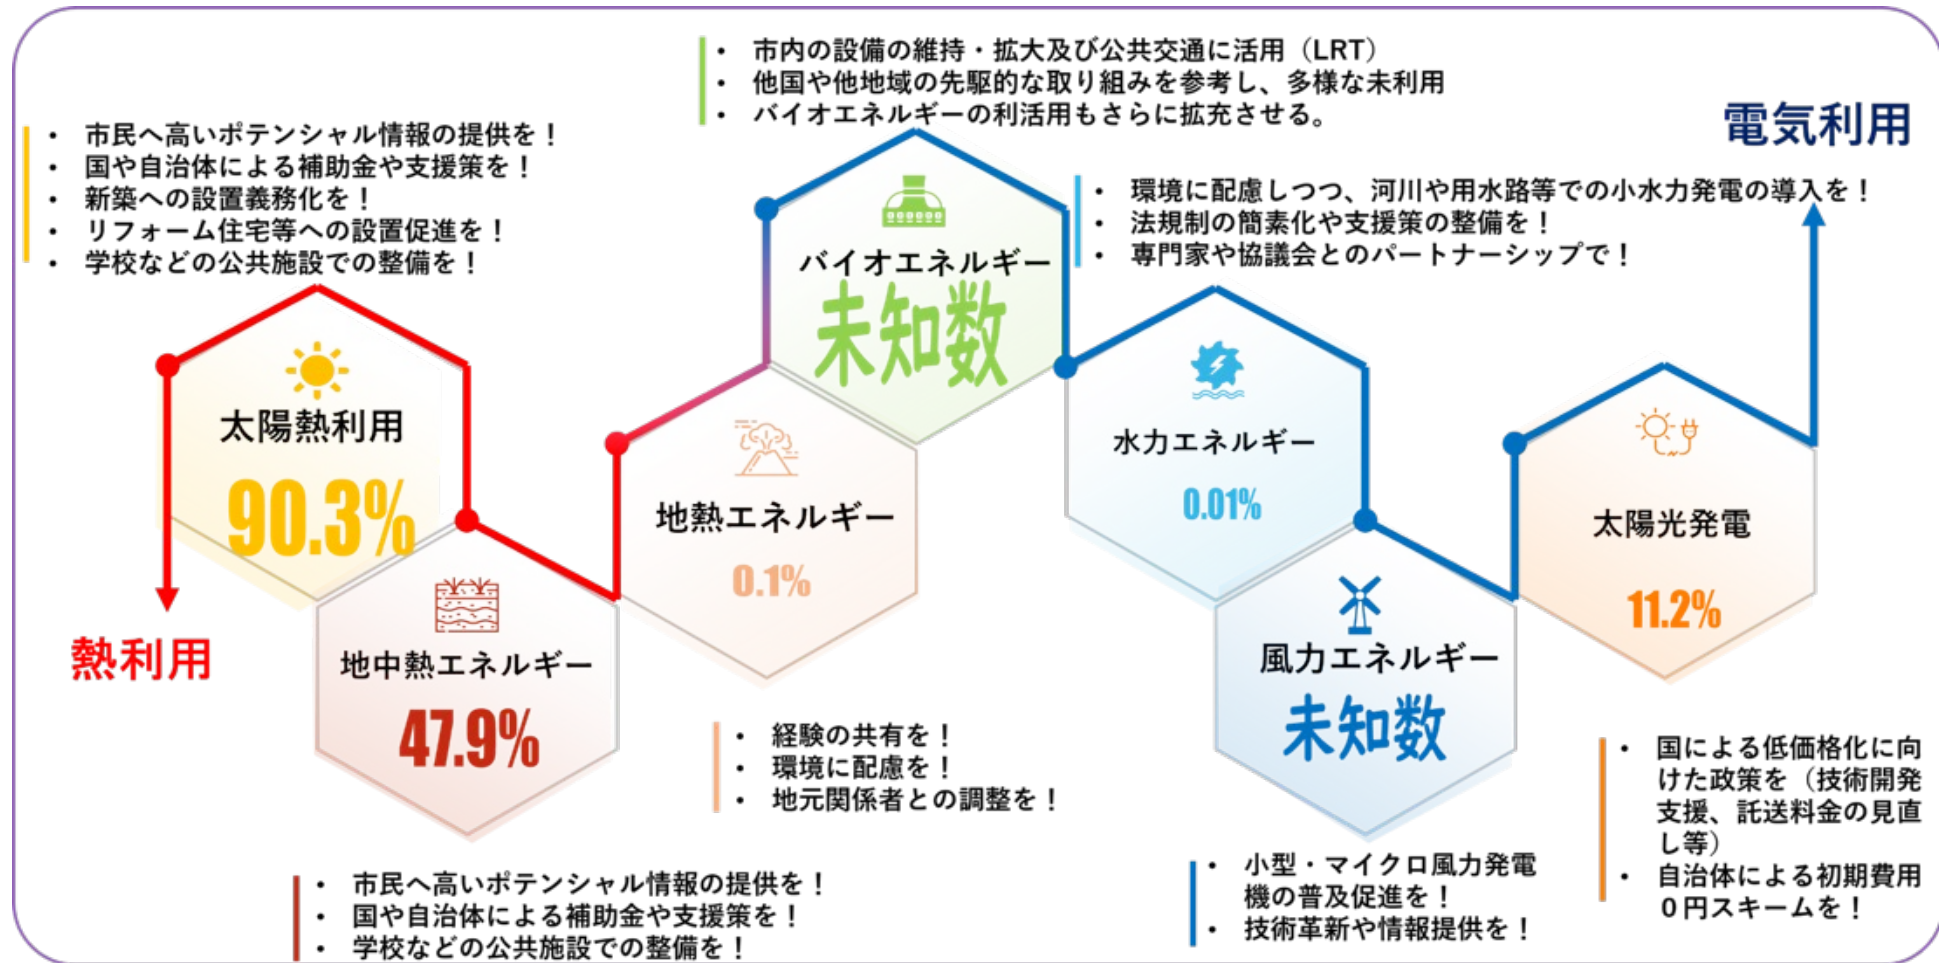 • 市内の設備の維持・拡大及び公共交通に活用（LRT）
• 他国や他地域の先駆的な取り組みを参考し、多様な未利用
• バイオエネルギーの利活用もさらに拡充させる。
電気利用
• 市民へ高いポテンシャル情報の提供を！
• 国や自治体による補助金や支援策を！
• 新築への設置義務化を！
• リフォーム住宅等への設置促進を！
• 学校などの公共施設での整備を！
• 環境に配慮しつつ、河川や用水路等での小水力発電の導入を！
• 法規制の簡素化や支援策の整備を！
• 専門家や協議会とのパートナーシップで！
バイオエネルギー
未知数
太陽熱利用
90.3%
地熱エネルギー
0.1%
水力エネルギー
0.01%
太陽光発電
11.2%
熱利用
地中熱エネルギー
47.9%
風力エネルギー
未知数
• 経験の共有を！
• 環境に配慮を！
• 地元関係者との調整を！
• 国による低価格化に向
けた政策を（技術開発
支援、託送料金の見直
し等）
• 自治体による初期費用
０円スキームを！
• 市民へ高いポテンシャル情報の提供を！
• 国や自治体による補助金や支援策を！
• 学校などの公共施設での整備を！
• 小型・マイクロ風力発電
機の普及促進を！
• 技術革新や情報提供を！